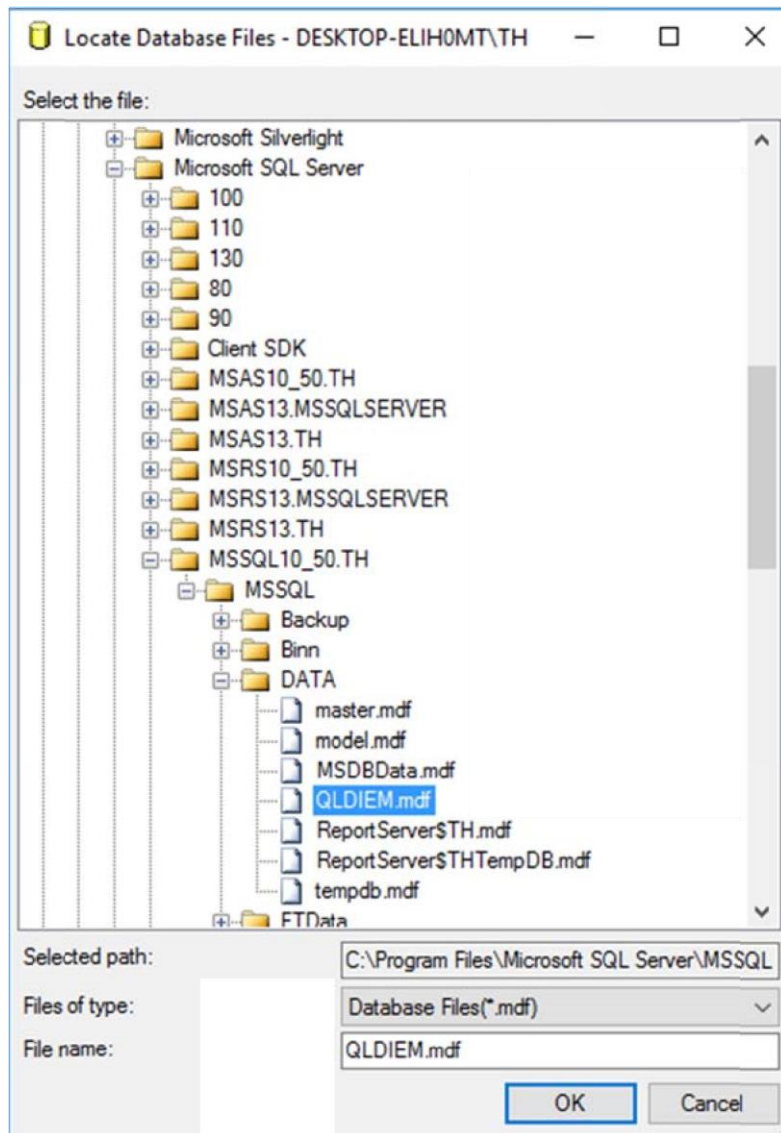 Locate Database Files - DESKTOP-ELIH0MT\TH
Select the file:
Microsoft Silverlight
Microsoft SQL Server
100
110
130
80
90
Client SDK
MSAS10_50.TH
MSAS13.MSSQLSERVER
MSAS13.TH
MSRS10_50.TH
MSRS13.MSSQLSERVER
MSRS13.TH
MSSQL10_50.TH
MSSQL
Backup
Binn
DATA
master.mdf
model.mdf
MSDBData.mdf
QLDIEM.mdf
ReportServer$TH.mdf
ReportServer$THTempDB.mdf
tempdb.mdf
FTData
Selected path: C:\Program Files\Microsoft SQL Server\MSSQL
Files of type: Database Files(*.mdf)
File name: QLDIEM.mdf
OK Cancel